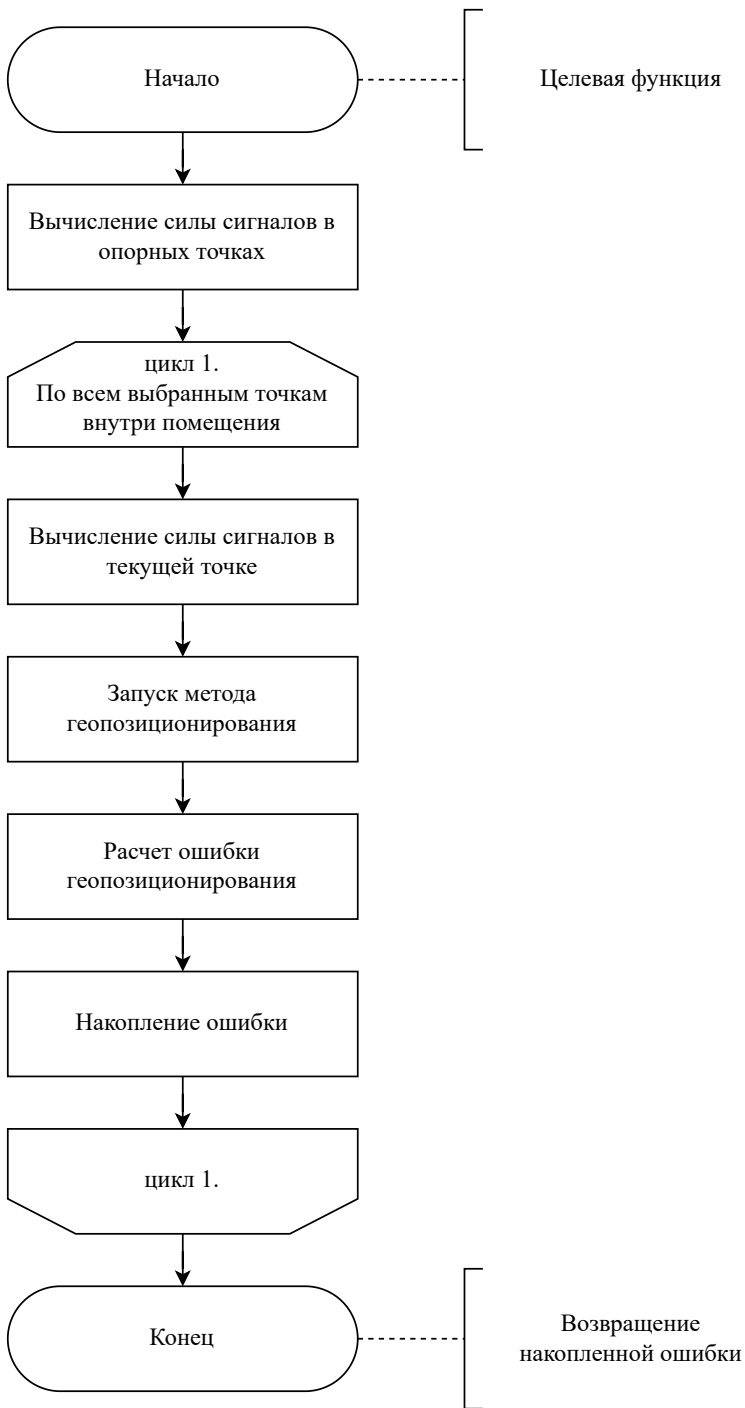 Начало
Целевая функция
Вычисление силы сигналов в
опорных точках
цикл 1.
По всем выбранным точкам
внутри помещения
Вычисление силы сигналов в
текущей точке
Запуск метода
геопозиционирования
Расчет ошибки
геопозиционирования
Накопление ошибки
цикл 1.
Конец
Возвращение
накопленной ошибки